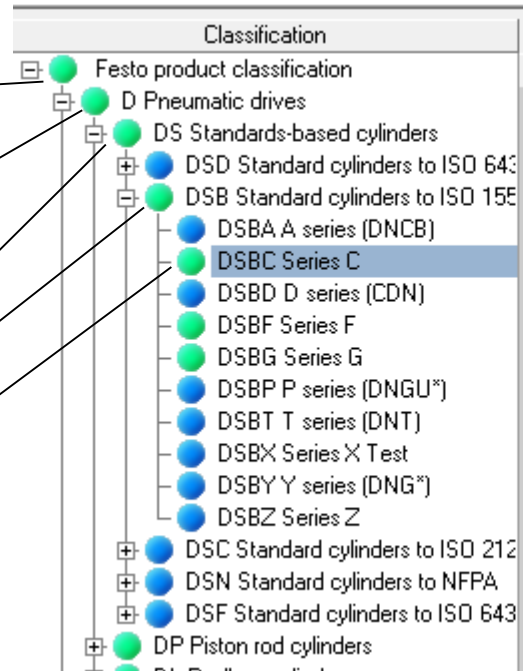 Classification
Festo product classification
D Pneumatic drives
DS Standards-based cylinders
DSD Standard cylinders to ISO 643
DSB Standard cylinders to ISO 155
DSBA A series (DNCB)
DSBC Series C
DSBD D series (CDN)
DSBF Series F
DSBG Series G
DSBP P series (DNGU*)
DSBT T series (DNT)
DSBX Series X Test
DSBY Y series (DNG*)
DSBZ Series Z
DSC Standard cylinders to ISO 212
DSN Standard cylinders to NFPA
DSF Standard cylinders to ISO 643
DP Piston rod cylinders